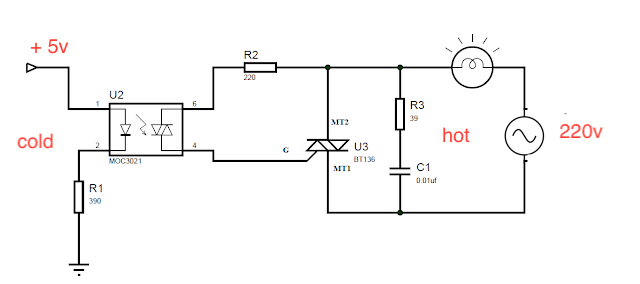 + 5v
R2
220
U2
1
6
R3
39
MT2
220v
hot
cold
2
4
G
U3
BT136
MOC3021
MT1
C1
0.01uf
R1
390